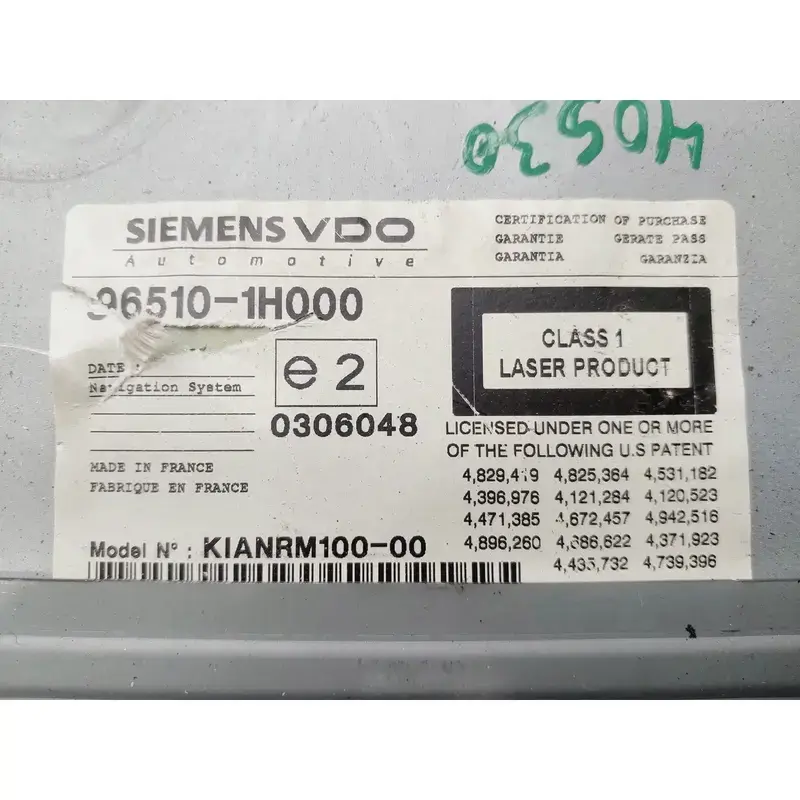 40530
SIEMENS VDO
Automotive
CERTIFICATION OF PURCHASE
GARANTIE GERATE PASS
GARANTIA GARANZIA
96510-1H000
CLASS 1
LASER PRODUCT
DATE :
Navigation System
e2
0306048
LICENSED UNDER ONE OR MORE
OF THE FOLLOWING U.S PATENT
MADE IN FRANCE
FABRIQUE EN FRANCE
4,829,419 4,825,364 4,531,182
4,396,976 4,121,284 4,120,523
4,471,385 4,672,457 4,942,516
4,896,260 4,686,622 4,371,923
4,435,732 4,739,396
Model N° : KIANRM100-00